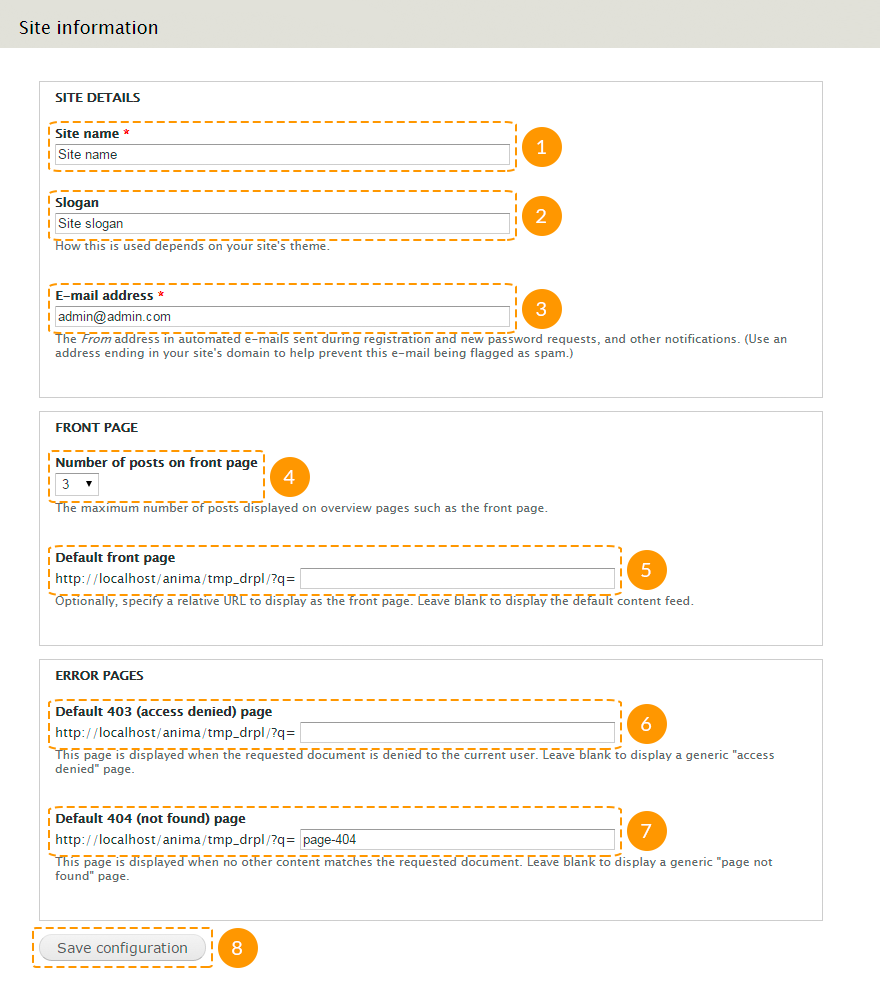 Site information
SITE DETAILS
Site name *
Site name
1
Slogan
Site slogan
2
How this is used depends on your site's theme.
E-mail address *
admin@admin.com
3
The From address in automated e-mails sent during registration and new password requests, and other notifications. (Use an
address ending in your site's domain to help prevent this e-mail being flagged as spam.)
FRONT PAGE
Number of posts on front page
3
4
The maximum number of posts displayed on overview pages such as the front page.
Default front page
http://localhost/anima/tmp_drpl/?q=
5
Optionally, specify a relative URL to display as the front page. Leave blank to display the default content feed.
ERROR PAGES
Default 403 (access denied) page
http://localhost/anima/tmp_drpl/?q=
6
This page is displayed when the requested document is denied to the current user. Leave blank to display a generic "access
denied" page.
Default 404 (not found) page
http://localhost/anima/tmp_drpl/?q= page-404
7
This page is displayed when no other content matches the requested document. Leave blank to display a generic "page not
found" page.
Save configuration
8